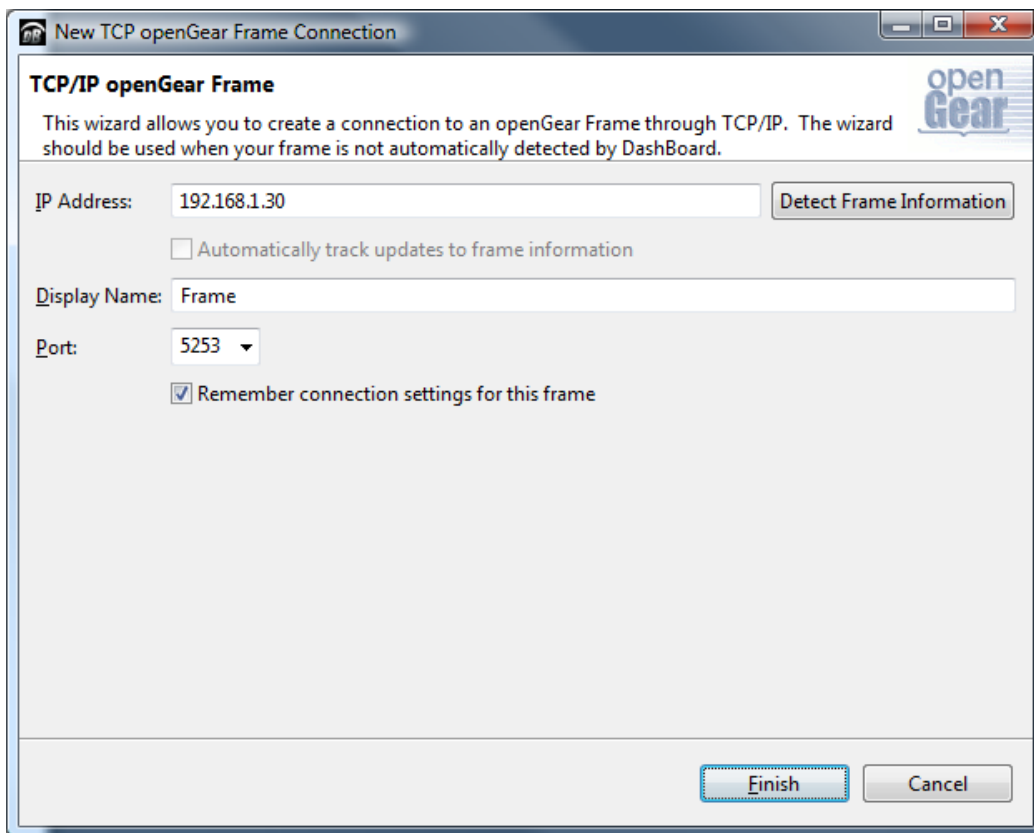 DB New TCP openGear Frame Connection
TCP/IP openGear Frame
open
Gear
This wizard allows you to create a connection to an openGear Frame through TCP/IP.  The wizard
should be used when your frame is not automatically detected by DashBoard.
IP Address: 192.168.1.30 Detect Frame Information
Automatically track updates to frame information
Display Name: Frame
Port: 5253
Remember connection settings for this frame
Finish Cancel